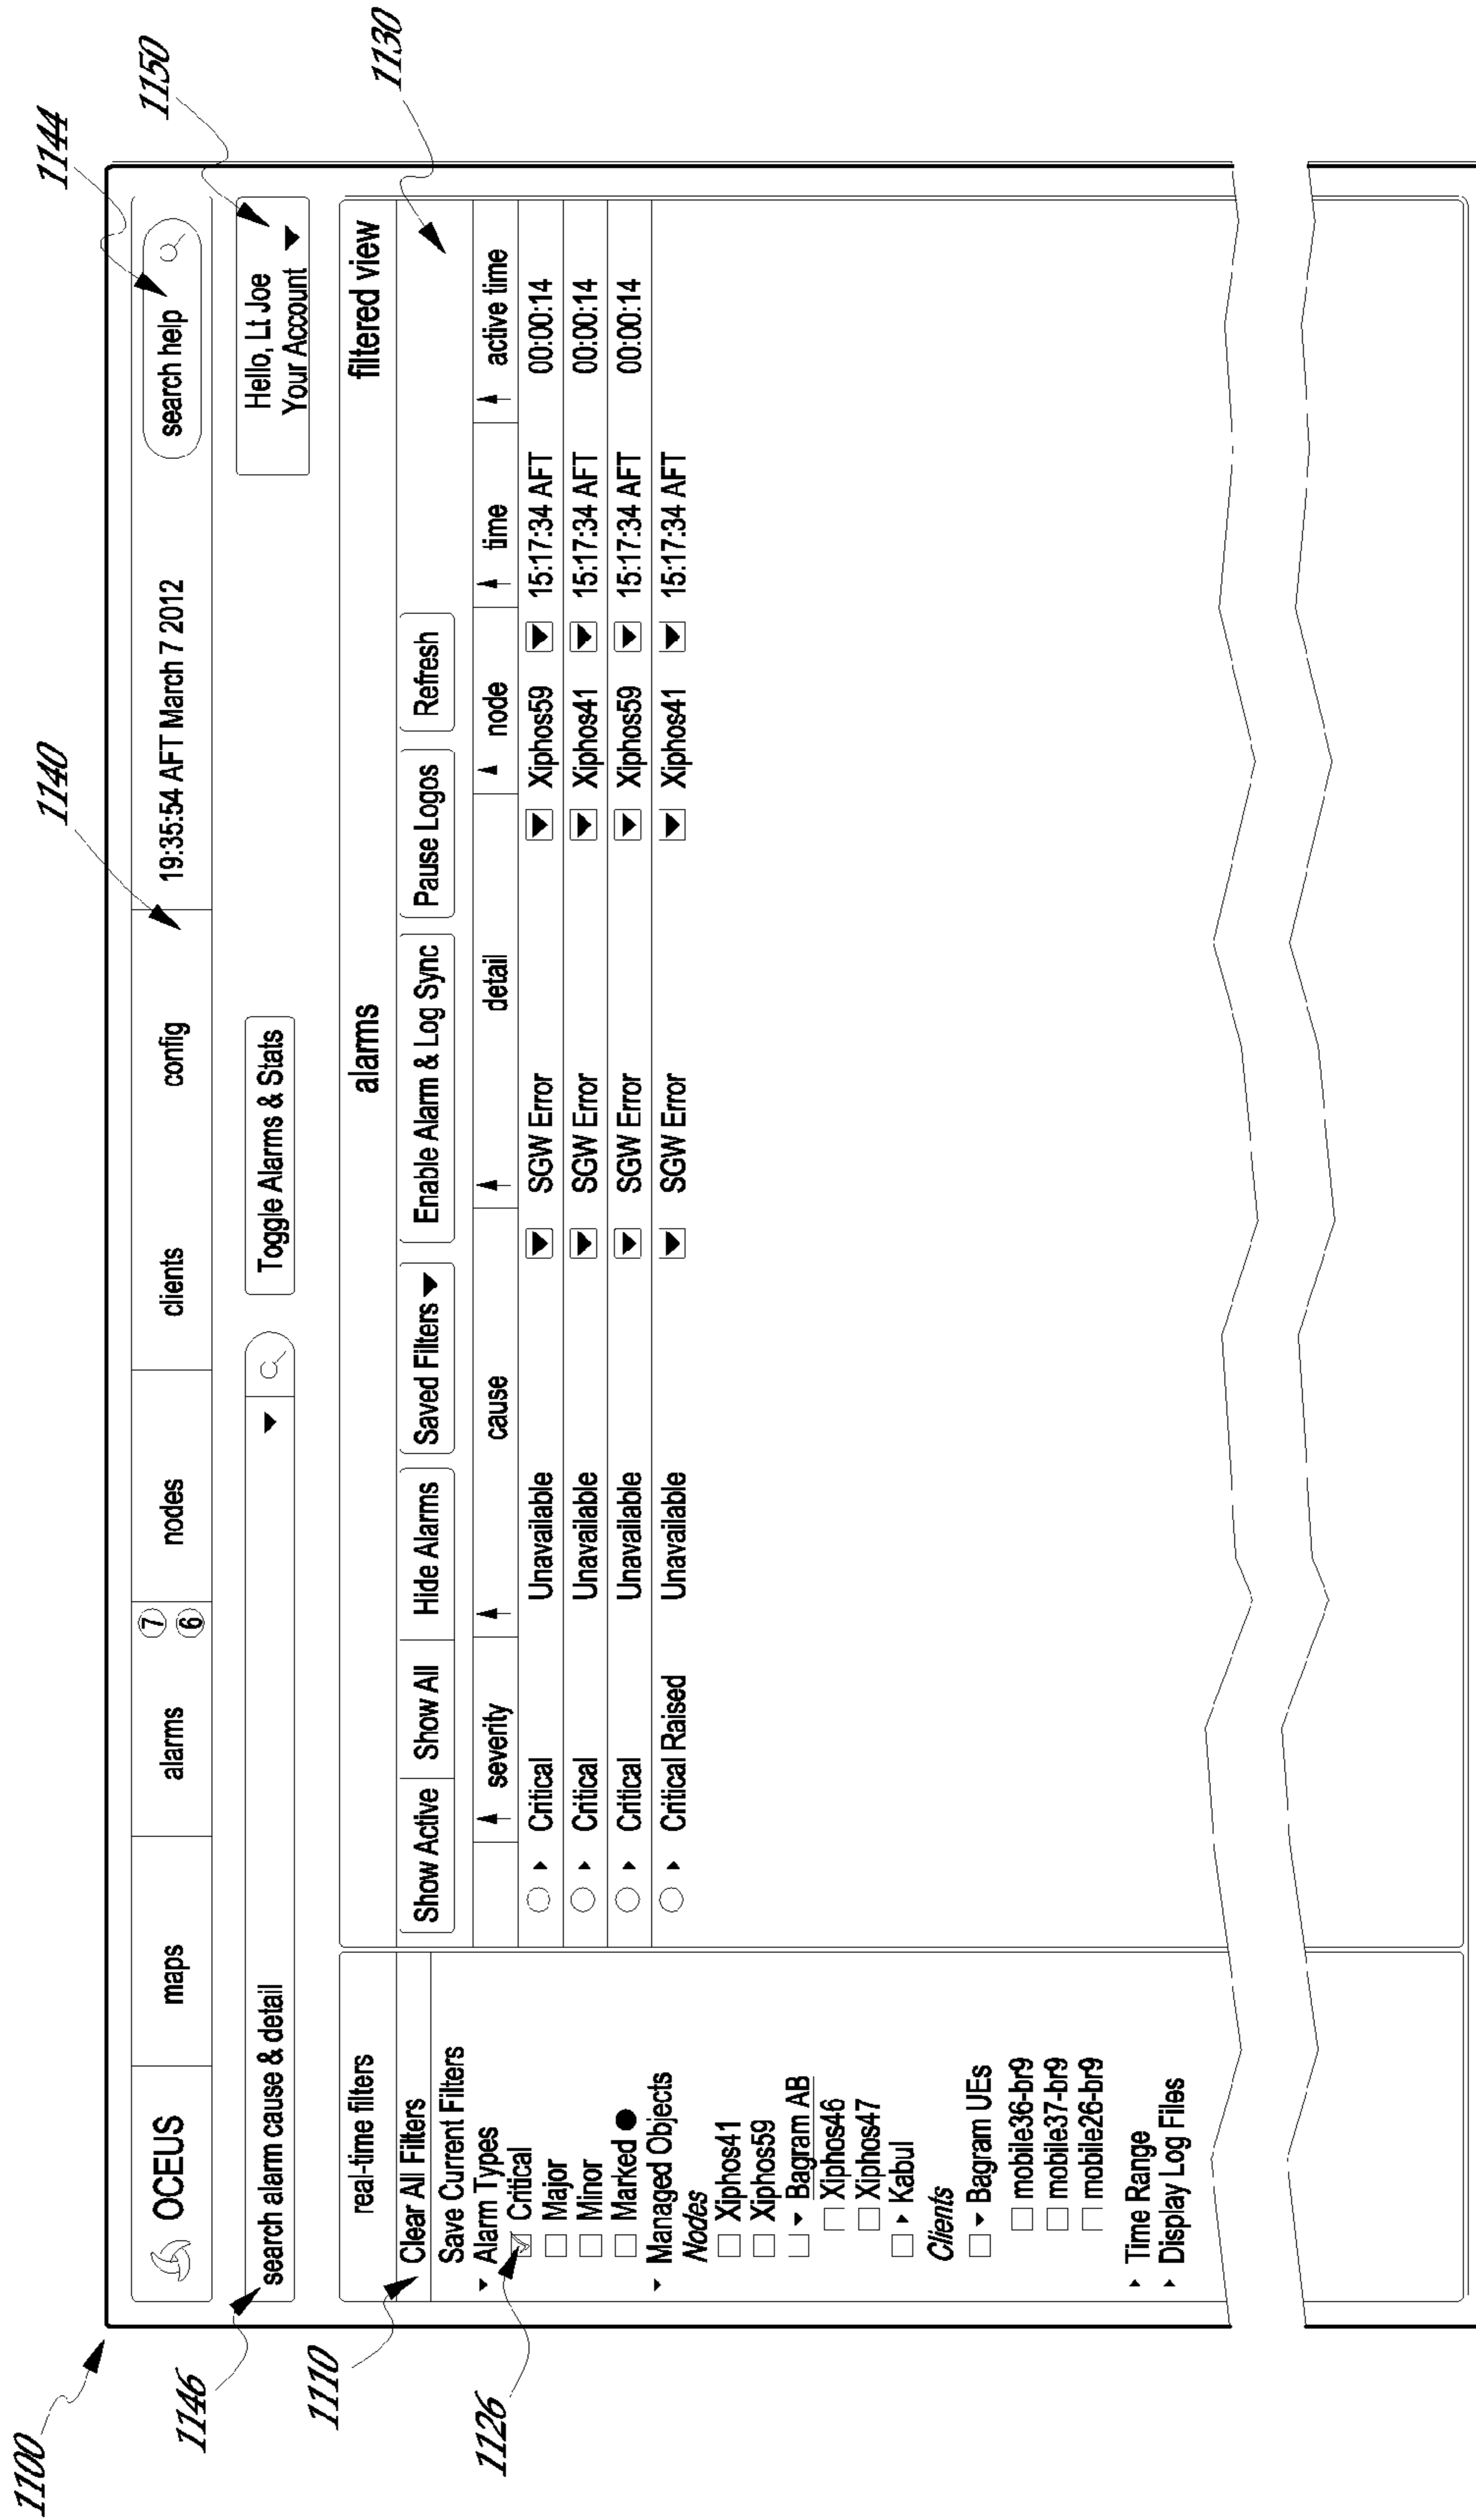 1100
1140
1144
1150
1146
1110
1126
1130
OCEUS
maps
alarms
7
6
nodes
clients
config
19:35:54 AFT March 7 2012
search help
search alarm cause & detail
Toggle Alarms & Stats
Hello, Lt Joe
Your Account
real-time filters
Clear All Filters
Save Current Filters
Alarm Types
Critical
Major
Minor
Marked
Managed Objects
Nodes
Xiphos41
Xiphos59
Bagram AB
Xiphos46
Xiphos47
Kabul
Clients
Bagram UEs
mobile36-br9
mobile37-br9
mobile26-br9
Time Range
Display Log Files
alarms
filtered view
Show Active Show All Hide Alarms Saved Filters Enable Alarm & Log Sync Pause Logos Refresh
severity cause detail node time active time
Critical Unavailable SGW Error Xiphos59 15:17:34 AFT 00:00:14
Critical Unavailable SGW Error Xiphos41 15:17:34 AFT 00:00:14
Critical Unavailable SGW Error Xiphos59 15:17:34 AFT 00:00:14
Critical Raised Unavailable SGW Error Xiphos41 15:17:34 AFT